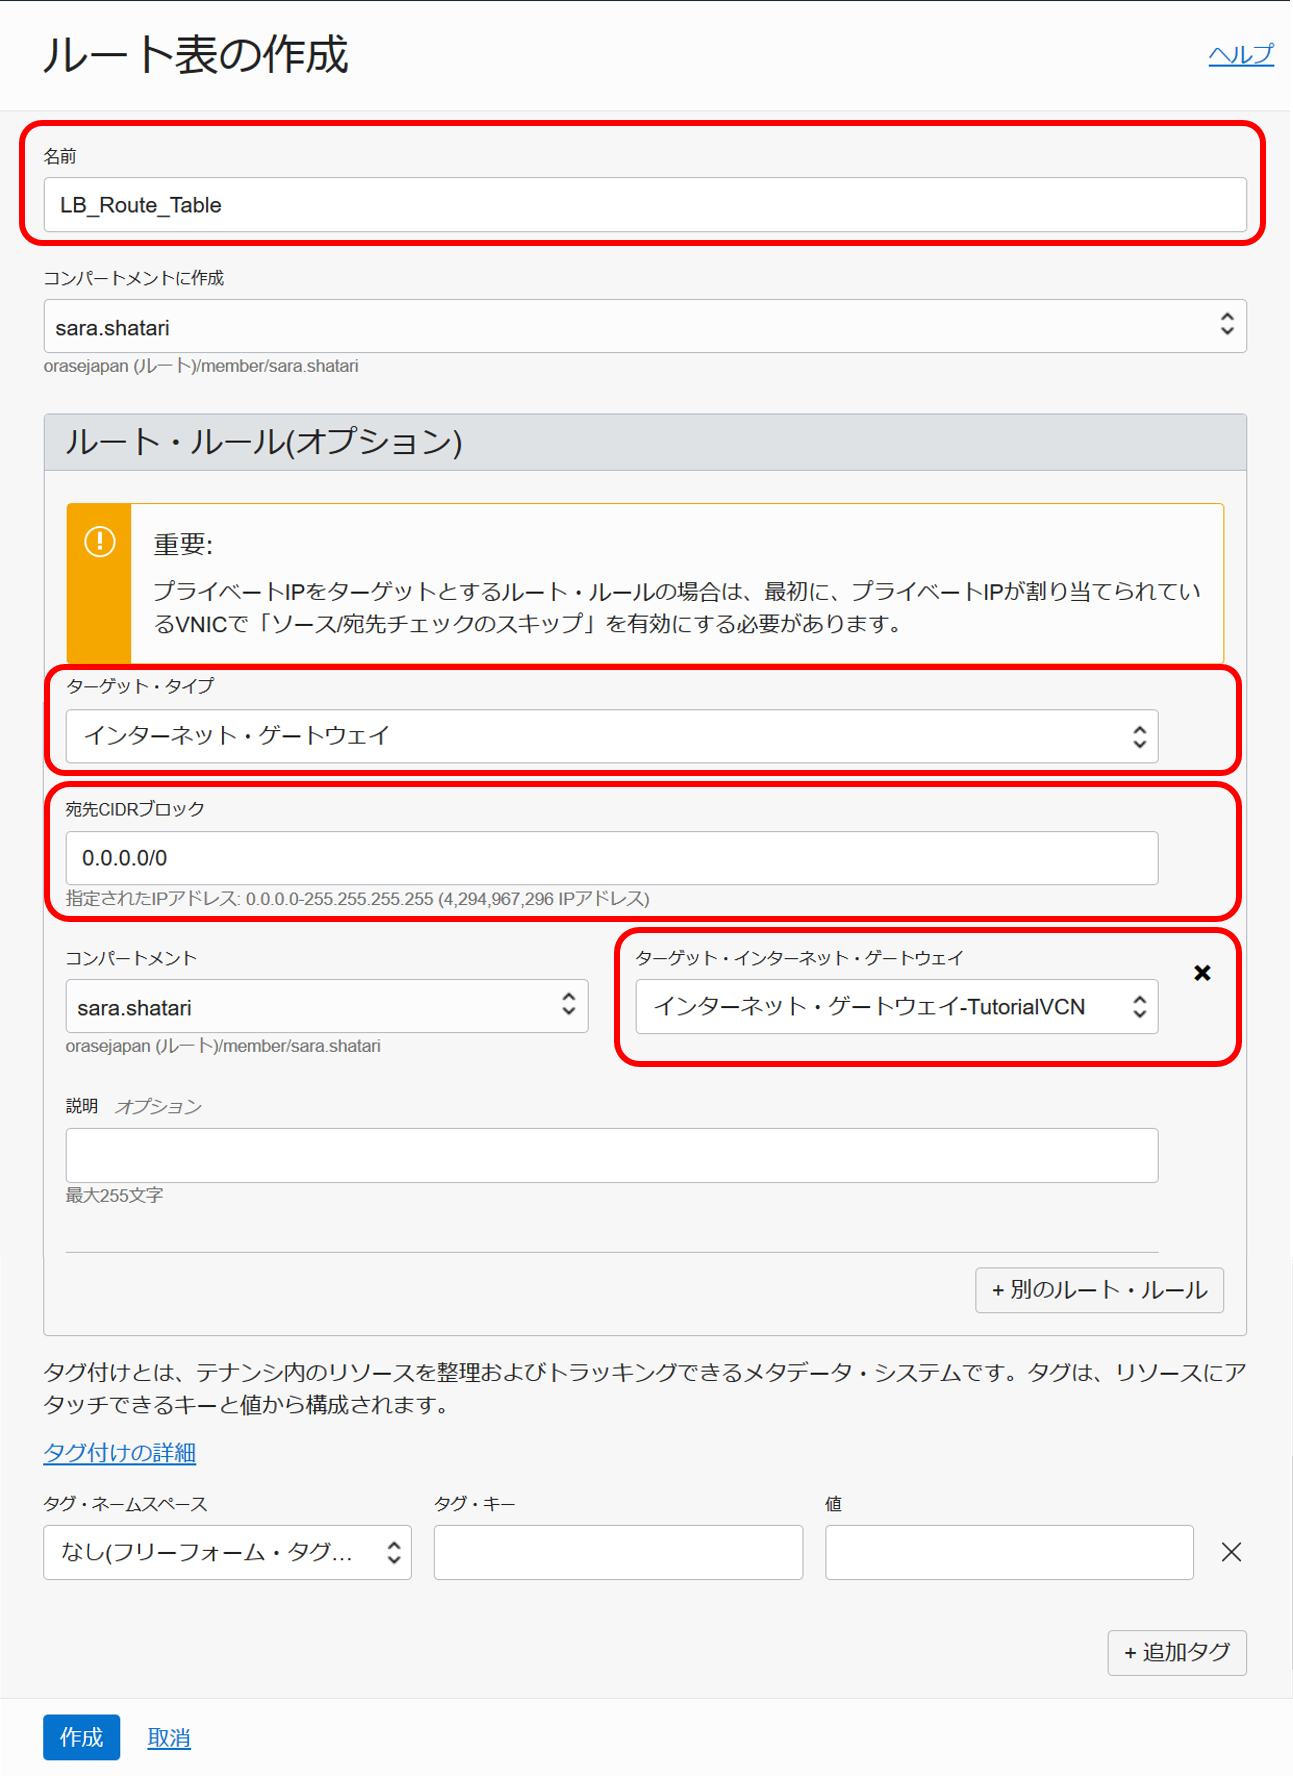 ルート表の作成
ヘルプ
名前
LB_Route_Table
コンパートメントに作成
sara.shatari
orasejapan (ルート)/member/sara.shatari
ルート・ルール(オプション)
重要:
プライベートIPをターゲットとするルート・ルールの場合は、最初に、プライベートIPが割り当てられてい
るVNICで「ソース/宛先チェックのスキップ」を有効にする必要があります。
ターゲット・タイプ
インターネット・ゲートウェイ
宛先CIDRブロック
0.0.0.0/0
指定されたIPアドレス: 0.0.0.0-255.255.255.255 (4,294,967,296 IPアドレス)
コンパートメント
sara.shatari
orasejapan (ルート)/member/sara.shatari
ターゲット・インターネット・ゲートウェイ
インターネット・ゲートウェイ-TutorialVCN
説明 オプション
最大255文字
+ 別のルート・ルール
タグ付けとは、テナンシ内のリソースを整理およびトラッキングできるメタデータ・システムです。タグは、リソースにア
タッチできるキーと値から構成されます。
タグ付けの詳細
タグ・ネームスペース
なし(フリーフォーム・タグ...
タグ・キー
値
+ 追加タグ
作成
取消